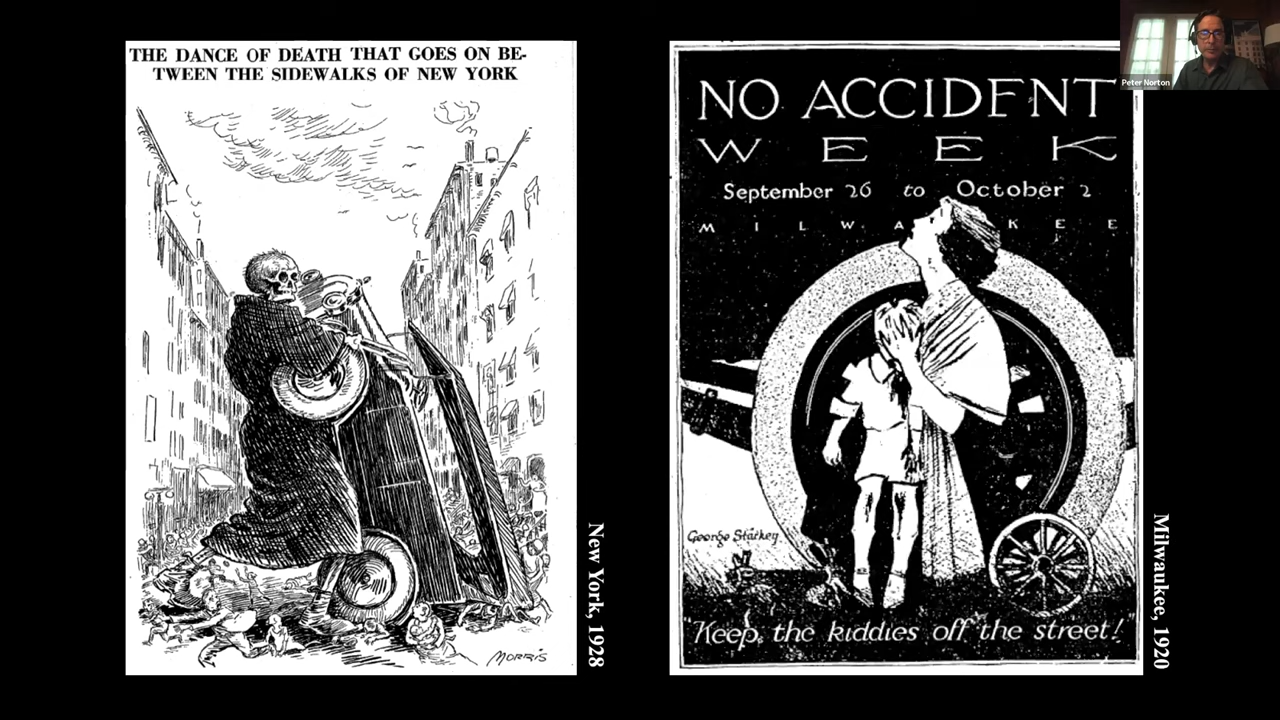 THE DANCE OF DEATH THAT GOES ON BE-
TWEEN THE SIDEWALKS OF NEW YORK
MORRIS
New York, 1928
NO ACCIDENT
WEEK
September 26 to October 2
MILWAUKEE
George Starkey
"Keep the kiddies off the street!
Milwaukee, 1920
Peter Norton